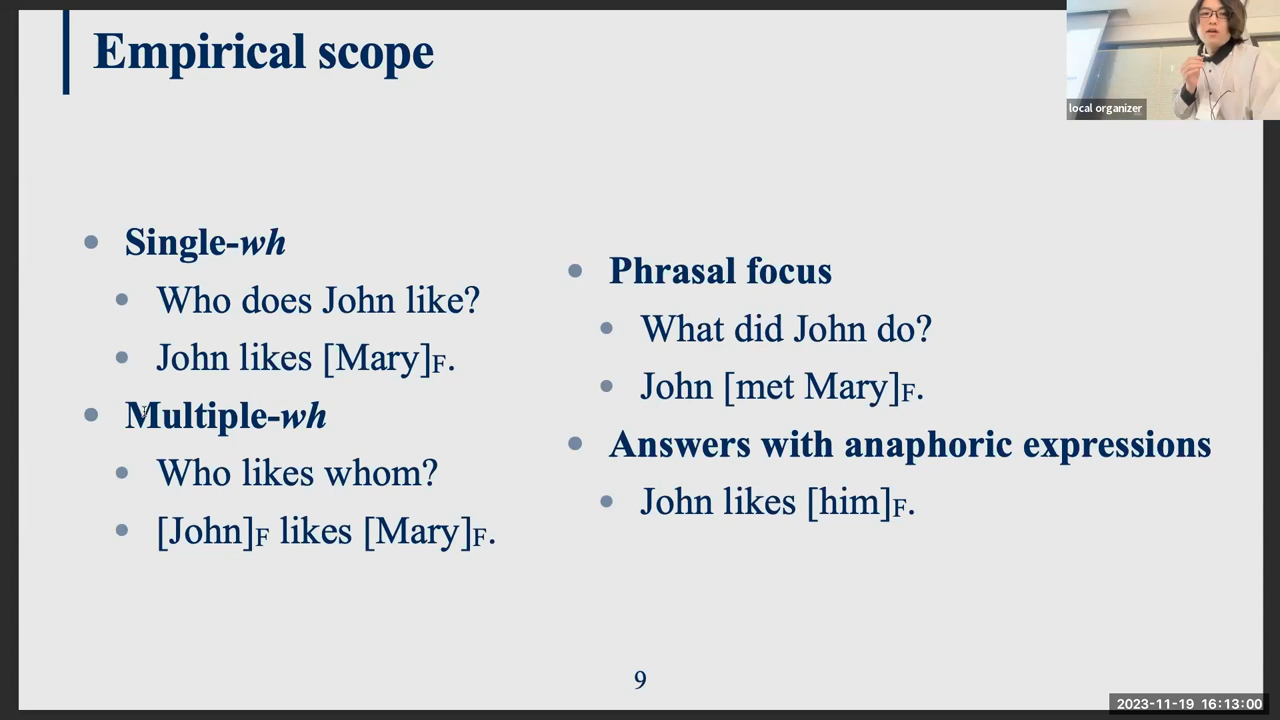 Empirical scope
local organizer
Single-wh
Who does John like?
John likes [Mary]F.
Multiple-wh
Who likes whom?
[John]F likes [Mary]F.
Phrasal focus
What did John do?
John [met Mary]F.
Answers with anaphoric expressions
John likes [him]F.
9
2023-11-19 16:13:00